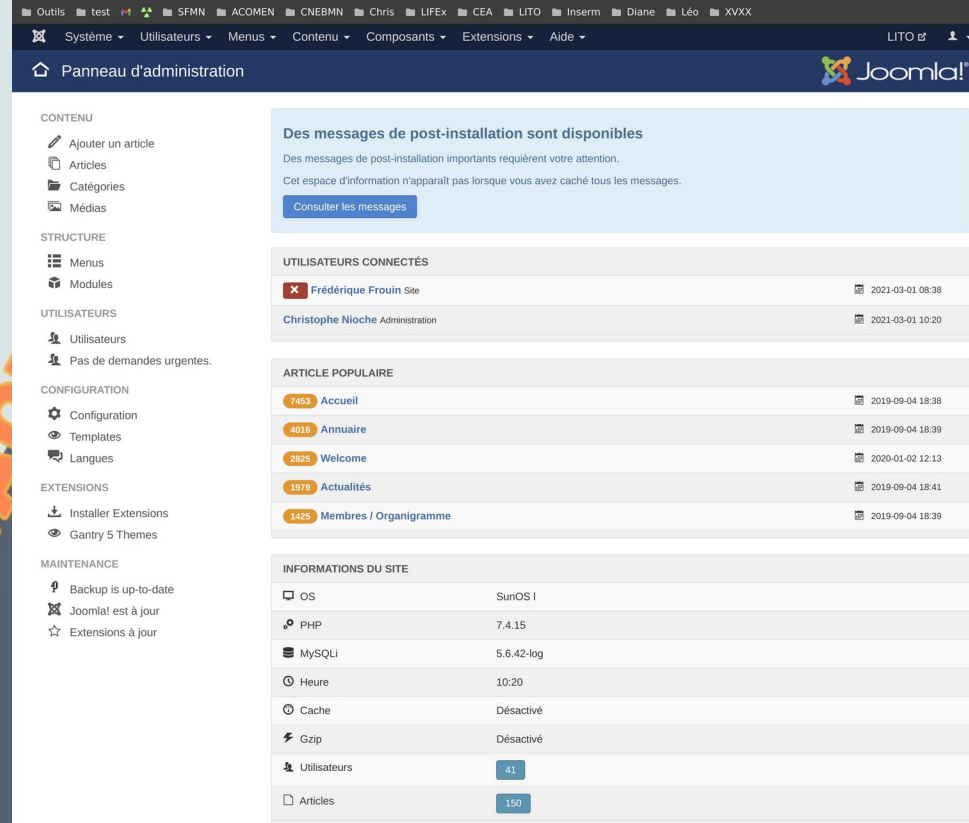 Outils test SFMN ACOMEN CNEBMN Chris LIFEx CEA LITO Inserm Diane Léo XVXX
Système Utilisateurs Menus Contenu Composants Extensions Aide LITO
Panneau d'administration Joomla!®
CONTENU
Ajouter un article
Articles
Catégories
Médias
STRUCTURE
Menus
Modules
UTILISATEURS
Utilisateurs
Pas de demandes urgentes.
CONFIGURATION
Configuration
Templates
Langues
EXTENSIONS
Installer Extensions
Gantry 5 Themes
MAINTENANCE
Backup is up-to-date
Joomla! est à jour
Extensions à jour
Des messages de post-installation sont disponibles
Des messages de post-installation importants requièrent votre attention.
Cet espace d'information n'apparaît pas lorsque vous avez caché tous les messages.
Consulter les messages
UTILISATEURS CONNECTÉS
Frédérique Frouin Site 2021-03-01 08:38
Christophe Nioche Administration 2021-03-01 10:20
ARTICLE POPULAIRE
7453 Accueil 2019-09-04 18:38
4016 Annuaire 2019-09-04 18:39
2825 Welcome 2020-01-02 12:13
1979 Actualités 2019-09-04 18:41
1425 Membres / Organigramme 2019-09-04 18:39
INFORMATIONS DU SITE
OS SunOS l
PHP 7.4.15
MySQLi 5.6.42-log
Heure 10:20
Cache Désactivé
Gzip Désactivé
Utilisateurs 41
Articles 150